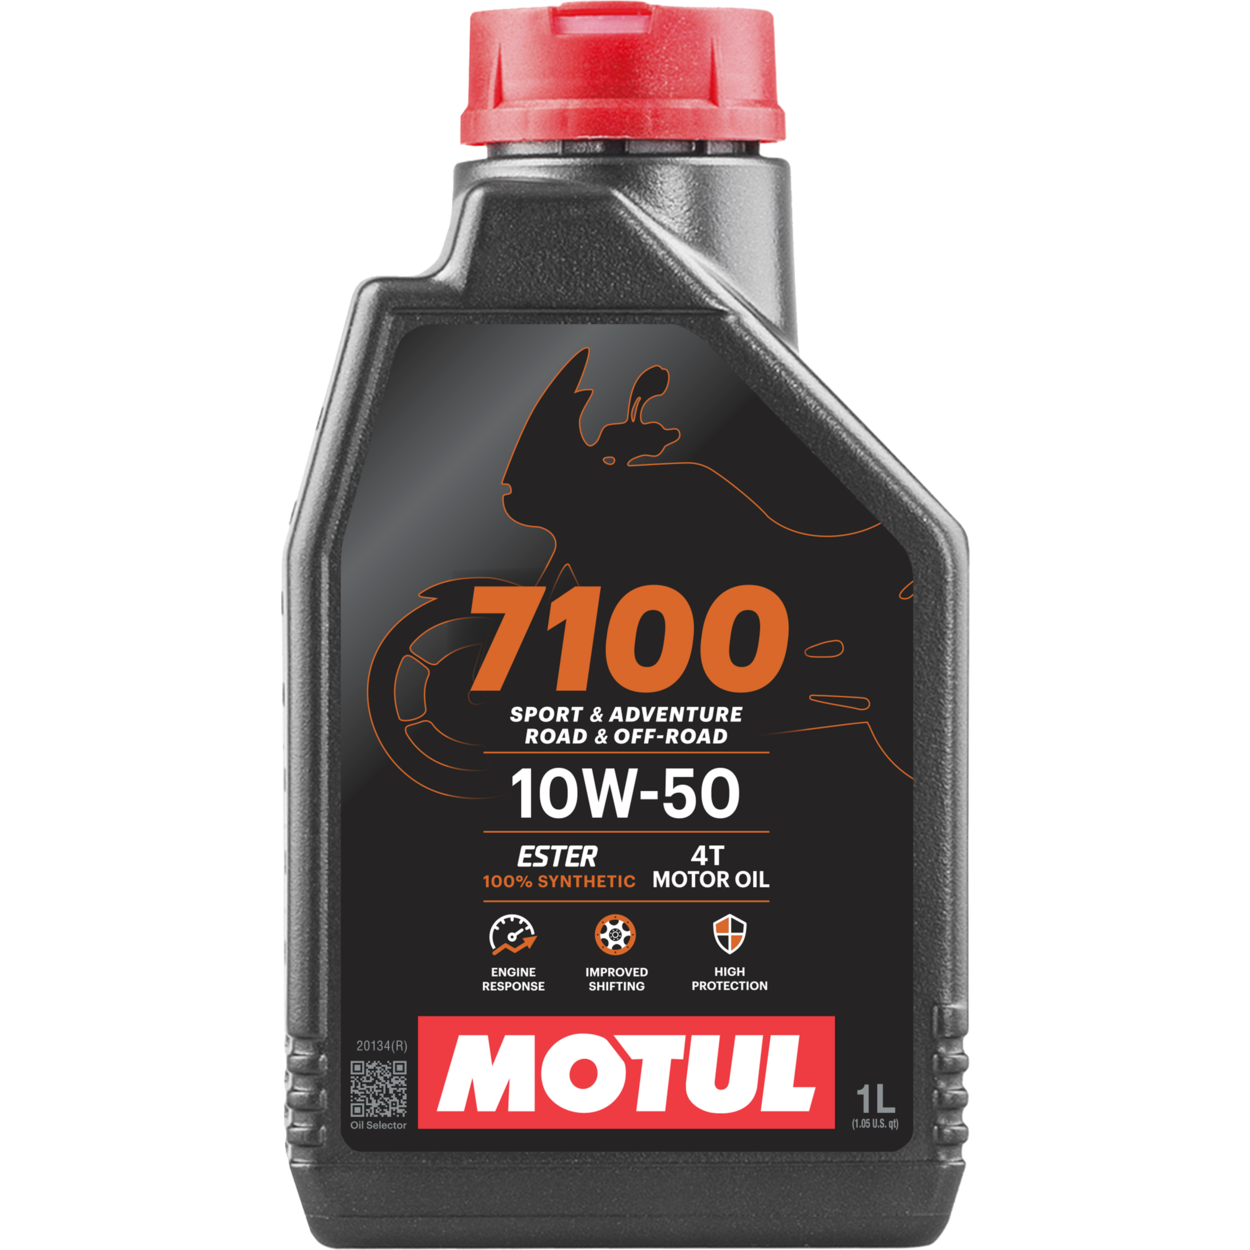 7100
SPORT & ADVENTURE
ROAD & OFF-ROAD
10W-50
ESTER
100% SYNTHETIC
4T
MOTOR OIL
ENGINE
RESPONSE
IMPROVED
SHIFTING
HIGH
PROTECTION
20134(R)
Oil Selector
MOTUL
1L
(1.05 U.S. qt)